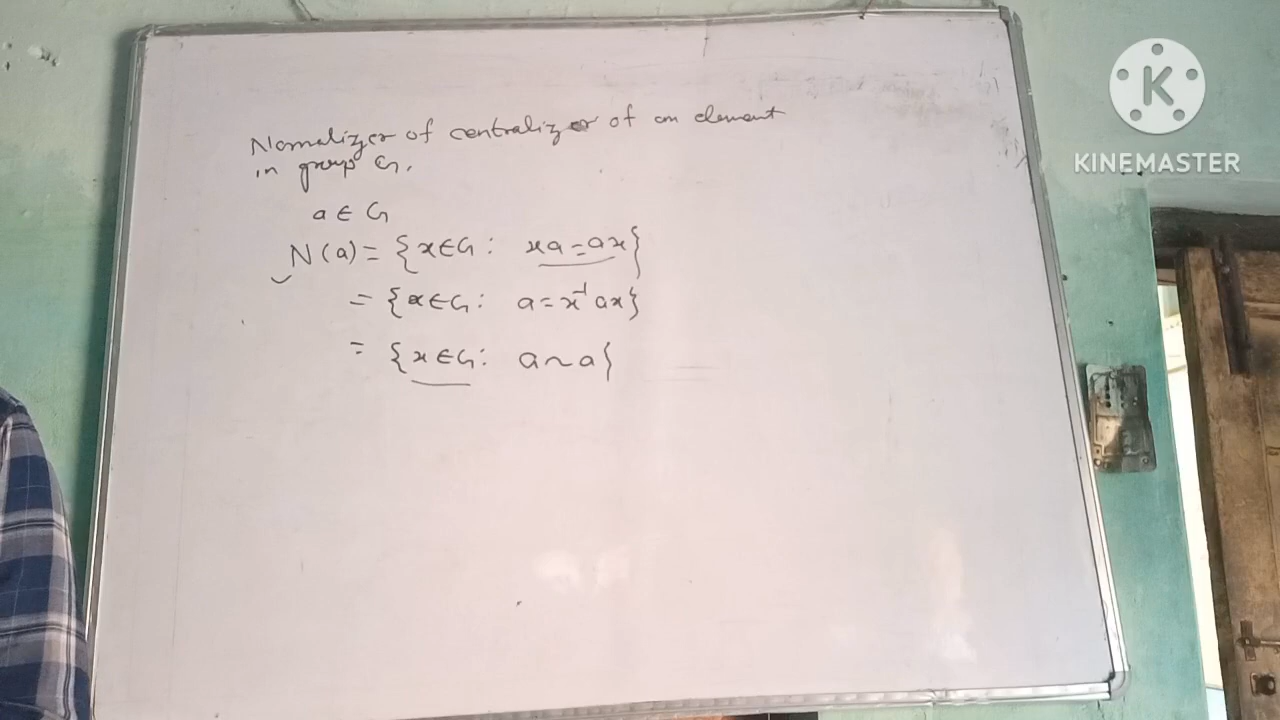 Normalizer of centralizer of an element
in group G.
a ∈ G
N(a) = {x∈G : xa = ax}
= {x∈G : a = x⁻¹ax}
= {x∈G : a ~ a}
K
KINEMASTER